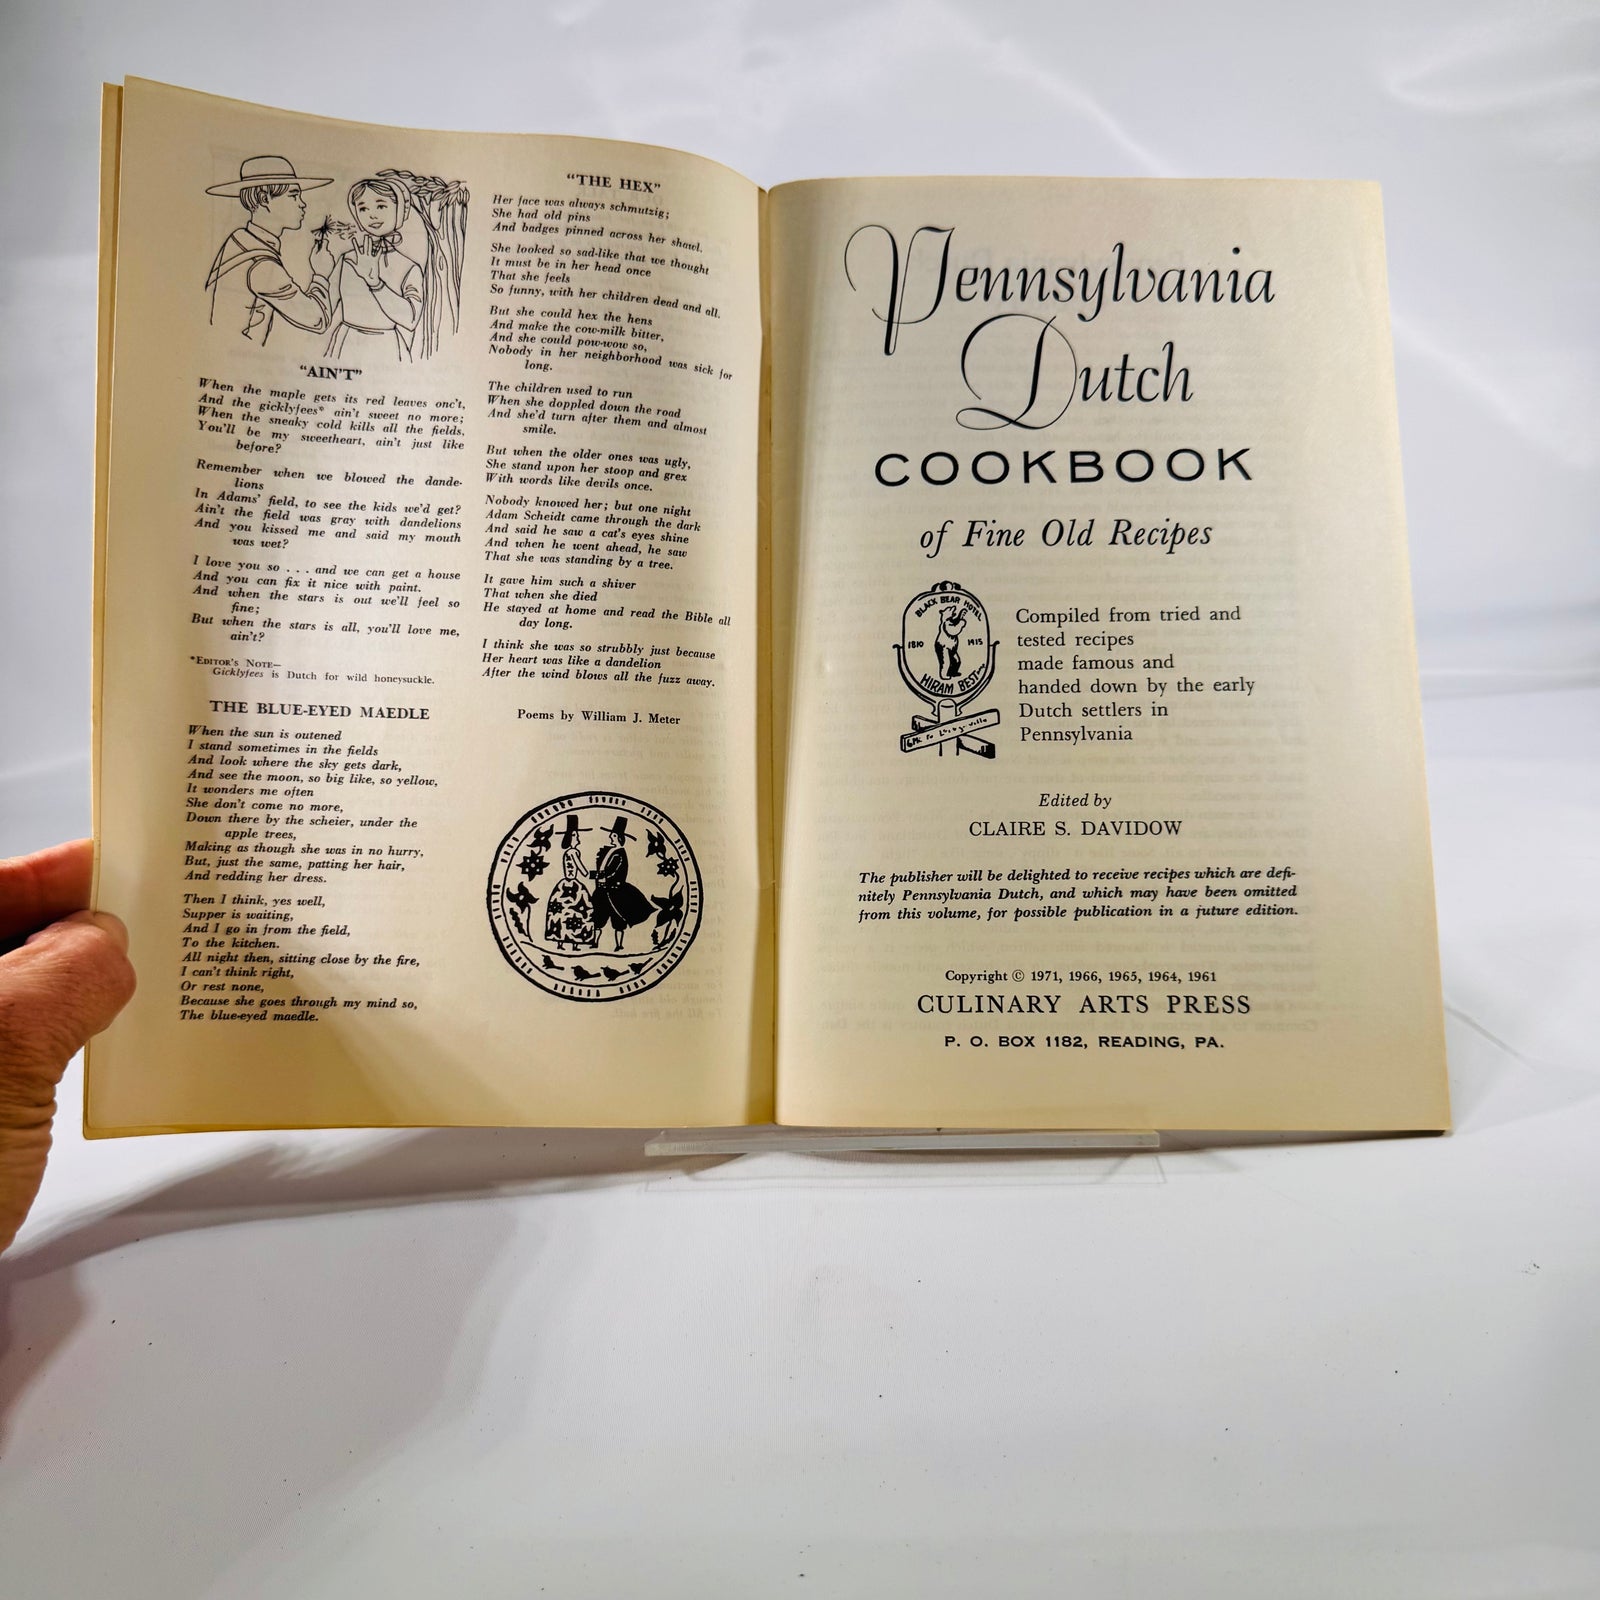 "AIN'T"
When the maple gets its red leaves onc't,
And the gicklyfees* ain't sweet no more;
When the sneaky cold kills all the fields,
You'll be my sweetheart, ain't just like
before?
Remember when we blowed the dande-
lions
In Adams' field, to see the kids we'd get?
Ain't the field was gray with dandelions
And you kissed me and said my mouth
was wet?
I love you so . . . and we can get a house
And you can fix it nice with paint.
And when the stars is out we'll feel so
fine;
But when the stars is all, you'll love me,
ain't?
*EDITOR'S NOTE—
Gicklyfees is Dutch for wild honeysuckle.
THE BLUE-EYED MAEDLE
When the sun is outened
I stand sometimes in the fields
And look where the sky gets dark,
And see the moon, so big like, so yellow,
It wonders me often
She don't come no more,
Down there by the scheier, under the
apple trees,
Making as though she was in no hurry,
But, just the same, patting her hair,
And redding her dress.
Then I think, yes well,
Supper is waiting,
And I go in from the field,
To the kitchen.
All night then, sitting close by the fire,
I can't think right,
Or rest none,
Because she goes through my mind so,
The blue-eyed maedle.
"THE HEX"
Her face was always schmutzig;
She had old pins
And badges pinned across her shawl.
She looked so sad-like that we thought
It must be in her head once
That she feels
So funny, with her children dead and all.
But she could hex the hens
And make the cow-milk bitter,
And she could pow-wow so,
Nobody in her neighborhood was sick for
long.
The children used to run
When she doppled down the road
And she'd turn after them and almost
smile.
But when the older ones was ugly,
She stand upon her stoop and grex
With words like devils once.
Nobody knowed her; but one night
Adam Scheidt came through the dark
And said he saw a cat's eyes shine
And when he went ahead, he saw
That she was standing by a tree.
It gave him such a shiver
That when she died
He stayed at home and read the Bible all
day long.
I think she was so strubbly just because
Her heart was like a dandelion
After the wind blows all the fuzz away.
Poems by William J. Meter
Pennsylvania
Dutch
COOKBOOK
of Fine Old Recipes
BLACK BEAR HOTEL
1810 1915
HIRAM BEST
Compiled from tried and
tested recipes
made famous and
handed down by the early
Dutch settlers in
Pennsylvania
Edited by
CLAIRE S. DAVIDOW
The publisher will be delighted to receive recipes which are defi-
nitely Pennsylvania Dutch, and which may have been omitted
from this volume, for possible publication in a future edition.
Copyright © 1971, 1966, 1965, 1964, 1961
CULINARY ARTS PRESS
P. O. BOX 1182, READING, PA.